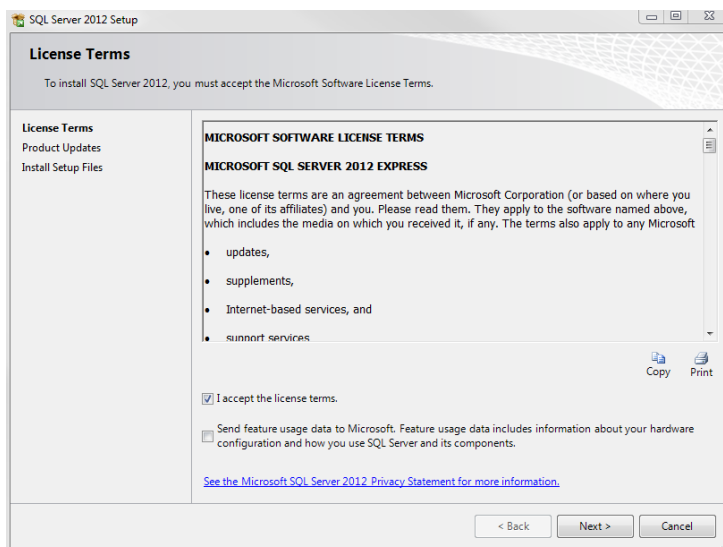 SQL Server 2012 Setup
License Terms
To install SQL Server 2012, you must accept the Microsoft Software License Terms.
License Terms
Product Updates
Install Setup Files
MICROSOFT SOFTWARE LICENSE TERMS
MICROSOFT SQL SERVER 2012 EXPRESS
These license terms are an agreement between Microsoft Corporation (or based on where you
live, one of its affiliates) and you. Please read them. They apply to the software named above,
which includes the media on which you received it, if any. The terms also apply to any Microsoft
• updates,
• supplements,
• Internet-based services, and
• support services
Copy Print
I accept the license terms.
Send feature usage data to Microsoft. Feature usage data includes information about your hardware
configuration and how you use SQL Server and its components.
See the Microsoft SQL Server 2012 Privacy Statement for more information.
< Back Next > Cancel